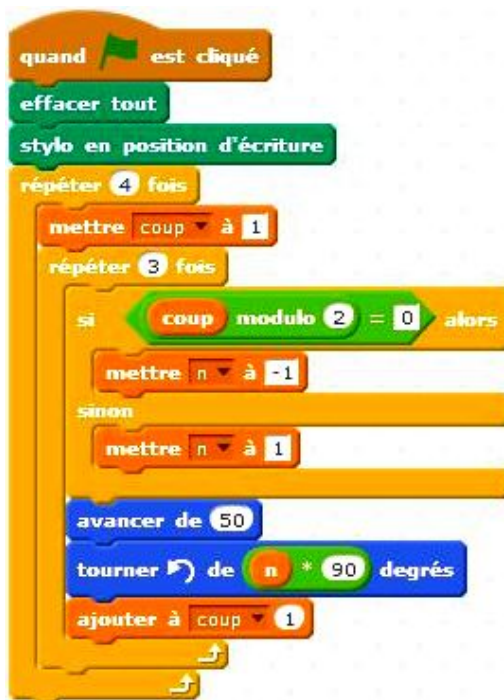 quand est cliqué
effacer tout
stylo en position d'écriture
répéter 4 fois
mettre coup à 1
répéter 3 fois
si coup modulo 2 = 0 alors
mettre n à -1
sinon
mettre n à 1
avancer de 50
tourner de n * 90 degrés
ajouter à coup 1